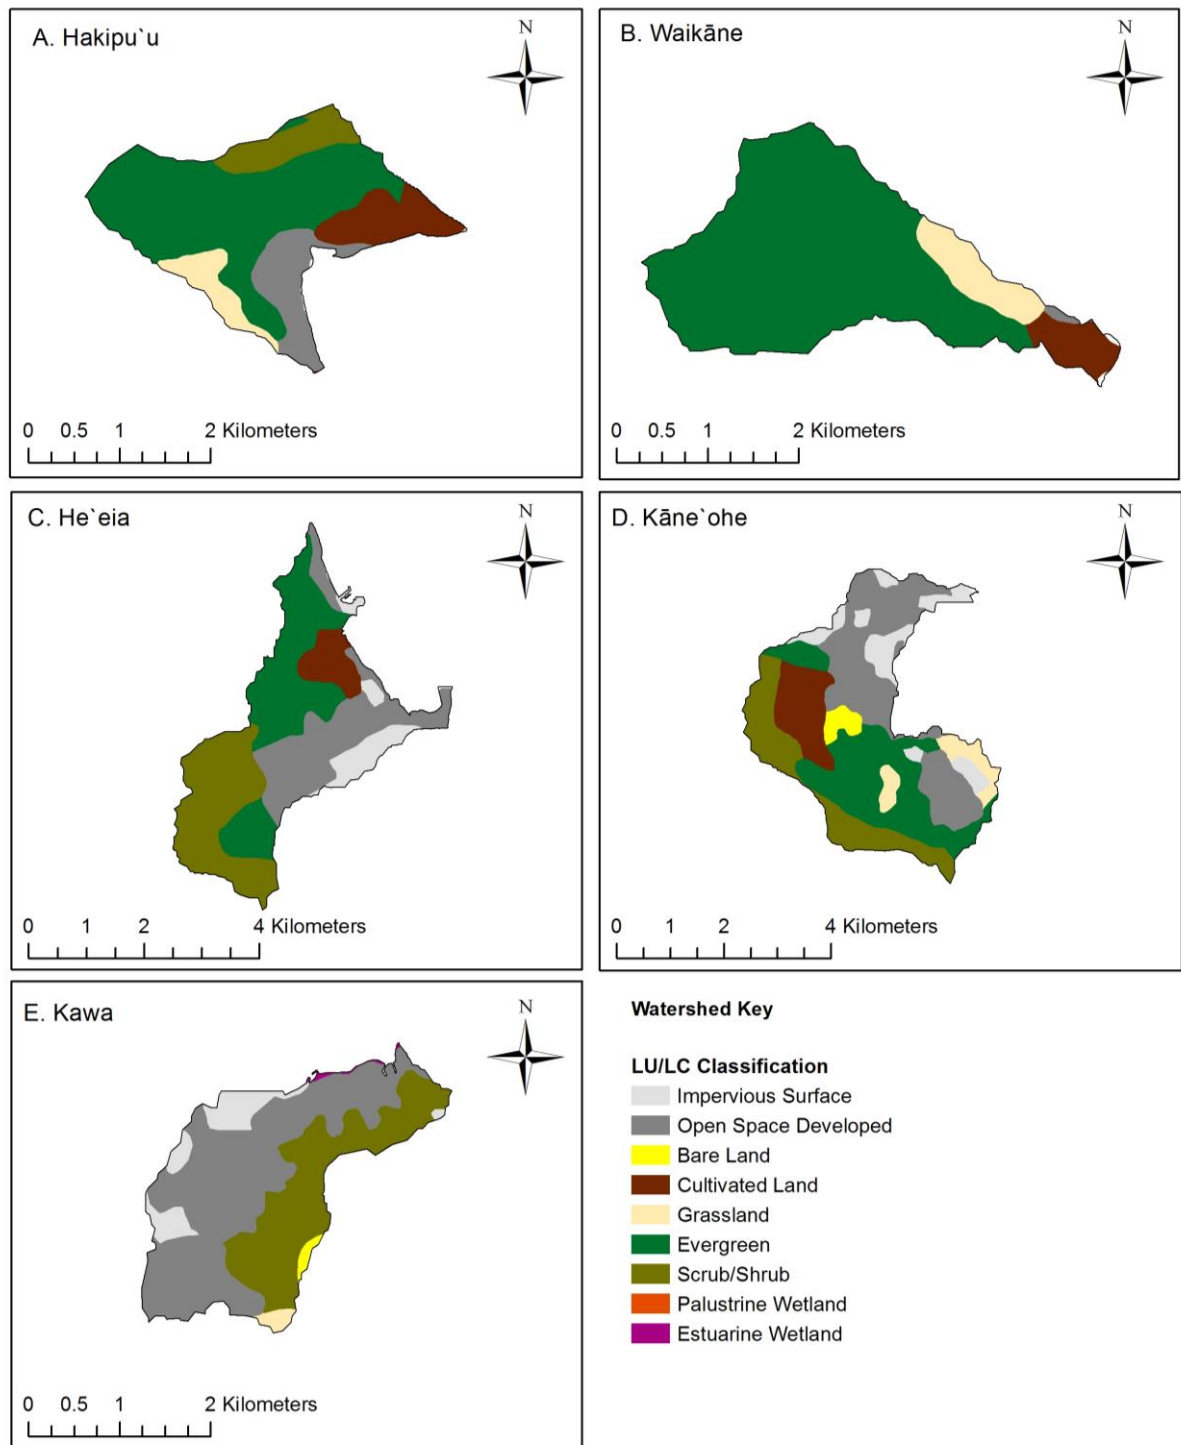 A. Hakipu`u
N
0 0.5 1 2 Kilometers
B. Waikāne
N
0 0.5 1 2 Kilometers
C. He`eia
N
0 1 2 4 Kilometers
D. Kāne`ohe
N
0 1 2 4 Kilometers
E. Kawa
N
0 0.5 1 2 Kilometers
Watershed Key
LU/LC Classification
Impervious Surface
Open Space Developed
Bare Land
Cultivated Land
Grassland
Evergreen
Scrub/Shrub
Palustrine Wetland
Estuarine Wetland